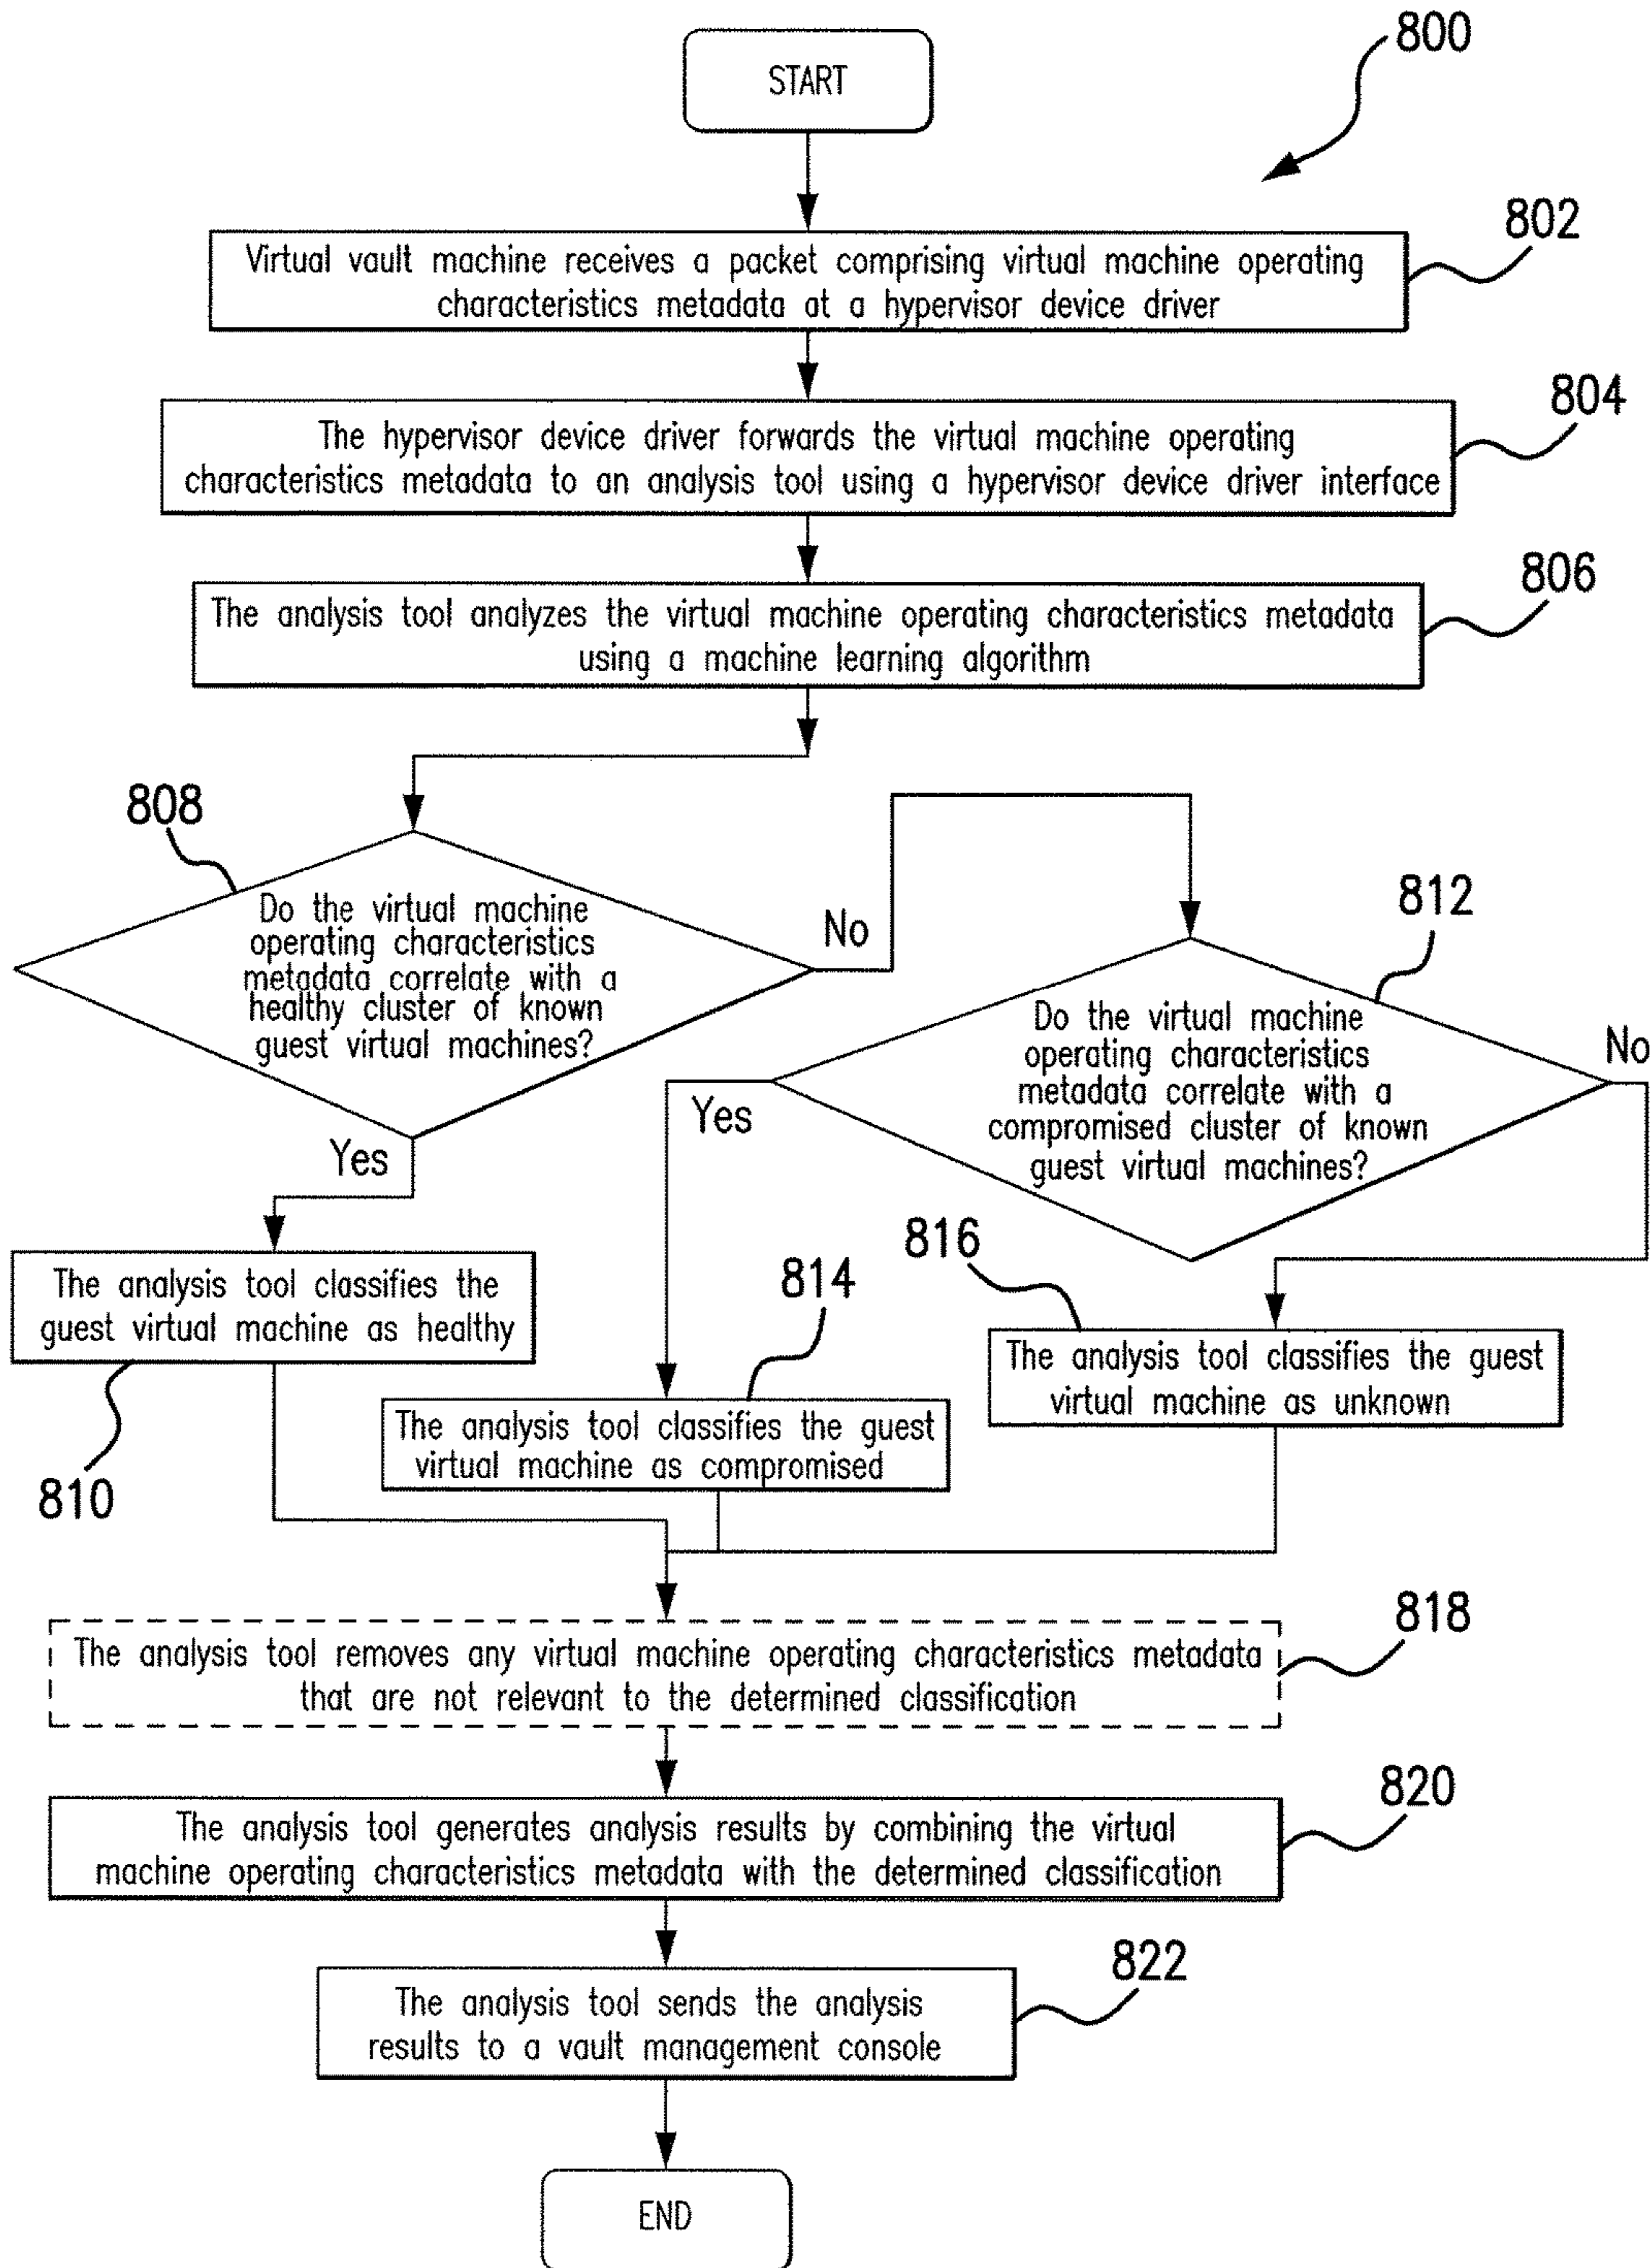 800
START
802
Virtual vault machine receives a packet comprising virtual machine operating
characteristics metadata at a hypervisor device driver
804
The hypervisor device driver forwards the virtual machine operating
characteristics metadata to an analysis tool using a hypervisor device driver interface
806
The analysis tool analyzes the virtual machine operating characteristics metadata
using a machine learning algorithm
808
Do the virtual machine
operating characteristics
metadata correlate with a
healthy cluster of known
guest virtual machines?
No
Yes
812
Do the virtual machine
operating characteristics
metadata correlate with a
compromised cluster of known
guest virtual machines?
No
Yes
The analysis tool classifies the
guest virtual machine as healthy
810
814
The analysis tool classifies the guest
virtual machine as compromised
816
The analysis tool classifies the guest
virtual machine as unknown
818
The analysis tool removes any virtual machine operating characteristics metadata
that are not relevant to the determined classification
820
The analysis tool generates analysis results by combining the virtual
machine operating characteristics metadata with the determined classification
822
The analysis tool sends the analysis
results to a vault management console
END